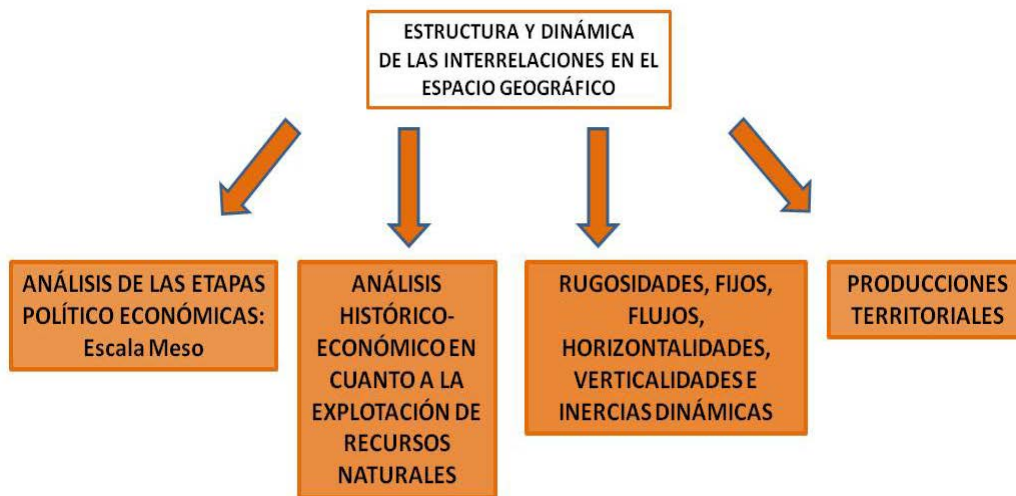 ESTRUCTURA Y DINÁMICA
DE LAS INTERRELACIONES EN EL
ESPACIO GEOGRÁFICO
ANÁLISIS DE LAS ETAPAS
POLÍTICO ECONÓMICAS:
Escala Meso
ANÁLISIS
HISTÓRICO-
ECONÓMICO EN
CUANTO A LA
EXPLOTACIÓN DE
RECURSOS
NATURALES
RUGOSIDADES, FIJOS,
FLUJOS,
HORIZONTALIDADES,
VERTICALIDADES E
INERCIAS DINÁMICAS
PRODUCCIONES
TERRITORIALES